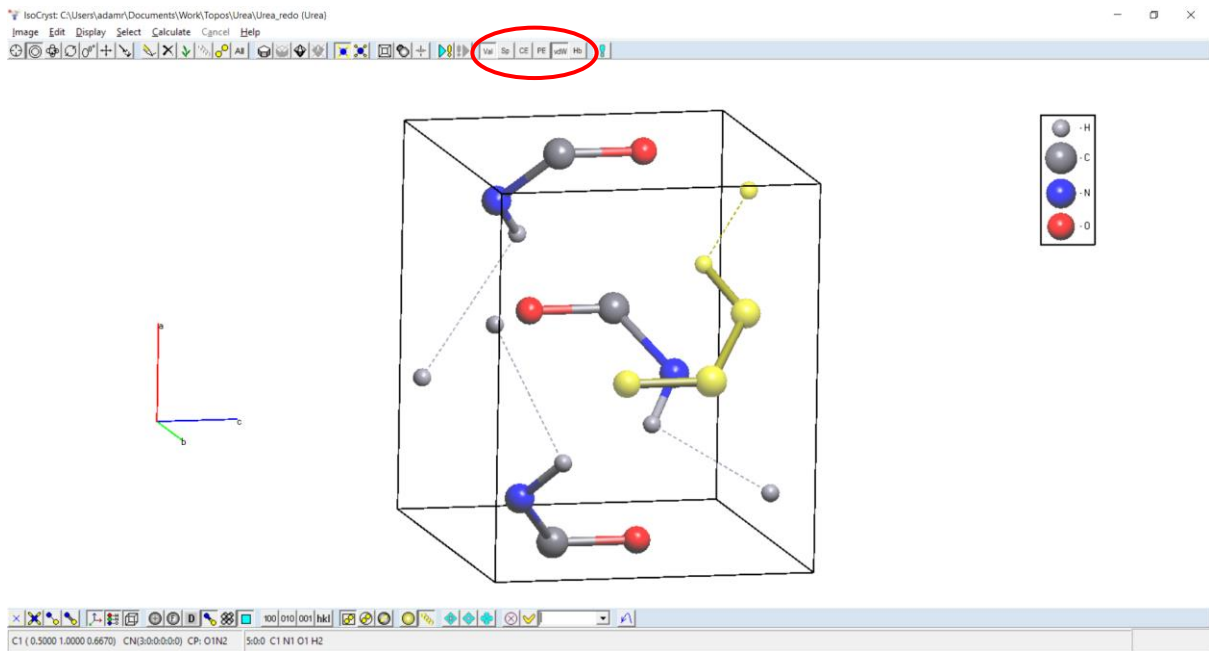 IsoCryst: C:\Users\adamr\Documents\Work\Topos\Urea\Urea_redo (Urea)
Image Edit Display Select Calculate Cancel Help
All Val Sp CE PE vdW Hb
- H
- C
- N
- O
a
c
b
D 100 010 001 hkl
C1 ( 0.5000 1.0000 0.6670) CN(3:0:0:0:0:0) CP: O1N2 5:0:0 C1 N1 O1 H2